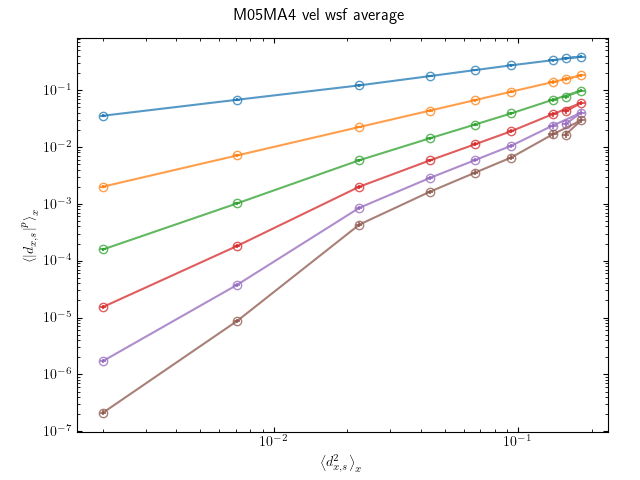 M05MA4 vel wsf average
⟨|d_{x,s}|^p⟩_x
10^{-1}
10^{-2}
10^{-3}
10^{-4}
10^{-5}
10^{-6}
10^{-7}
10^{-2} 10^{-1}
⟨d_{x,s}^2⟩_x